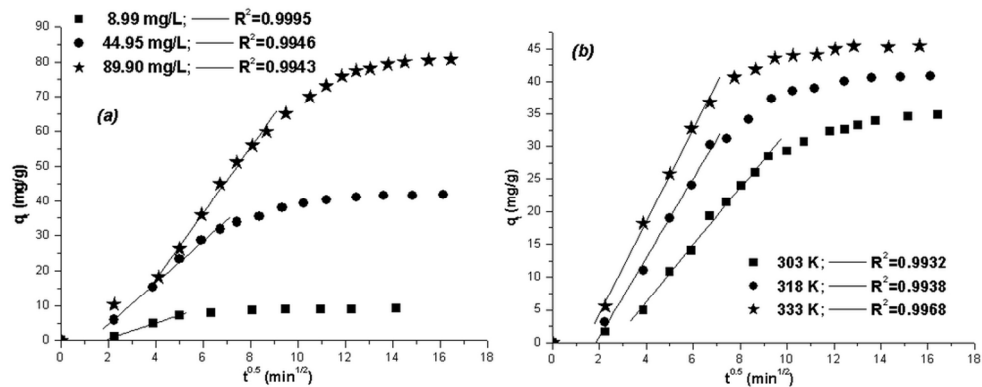 8.99 mg/L; R²=0.9995
44.95 mg/L; R²=0.9946
89.90 mg/L; R²=0.9943
(a)
90
80
70
60
50
40
30
20
10
0
q (mg/g)
0 2 4 6 8 10 12 14 16 18
t^0.5 (min^1/2)
(b)
45
40
35
30
25
20
15
10
5
0
q (mg/g)
303 K; R²=0.9932
318 K; R²=0.9938
333 K; R²=0.9968
0 2 4 6 8 10 12 14 16 18
t^0.5 (min^1/2)